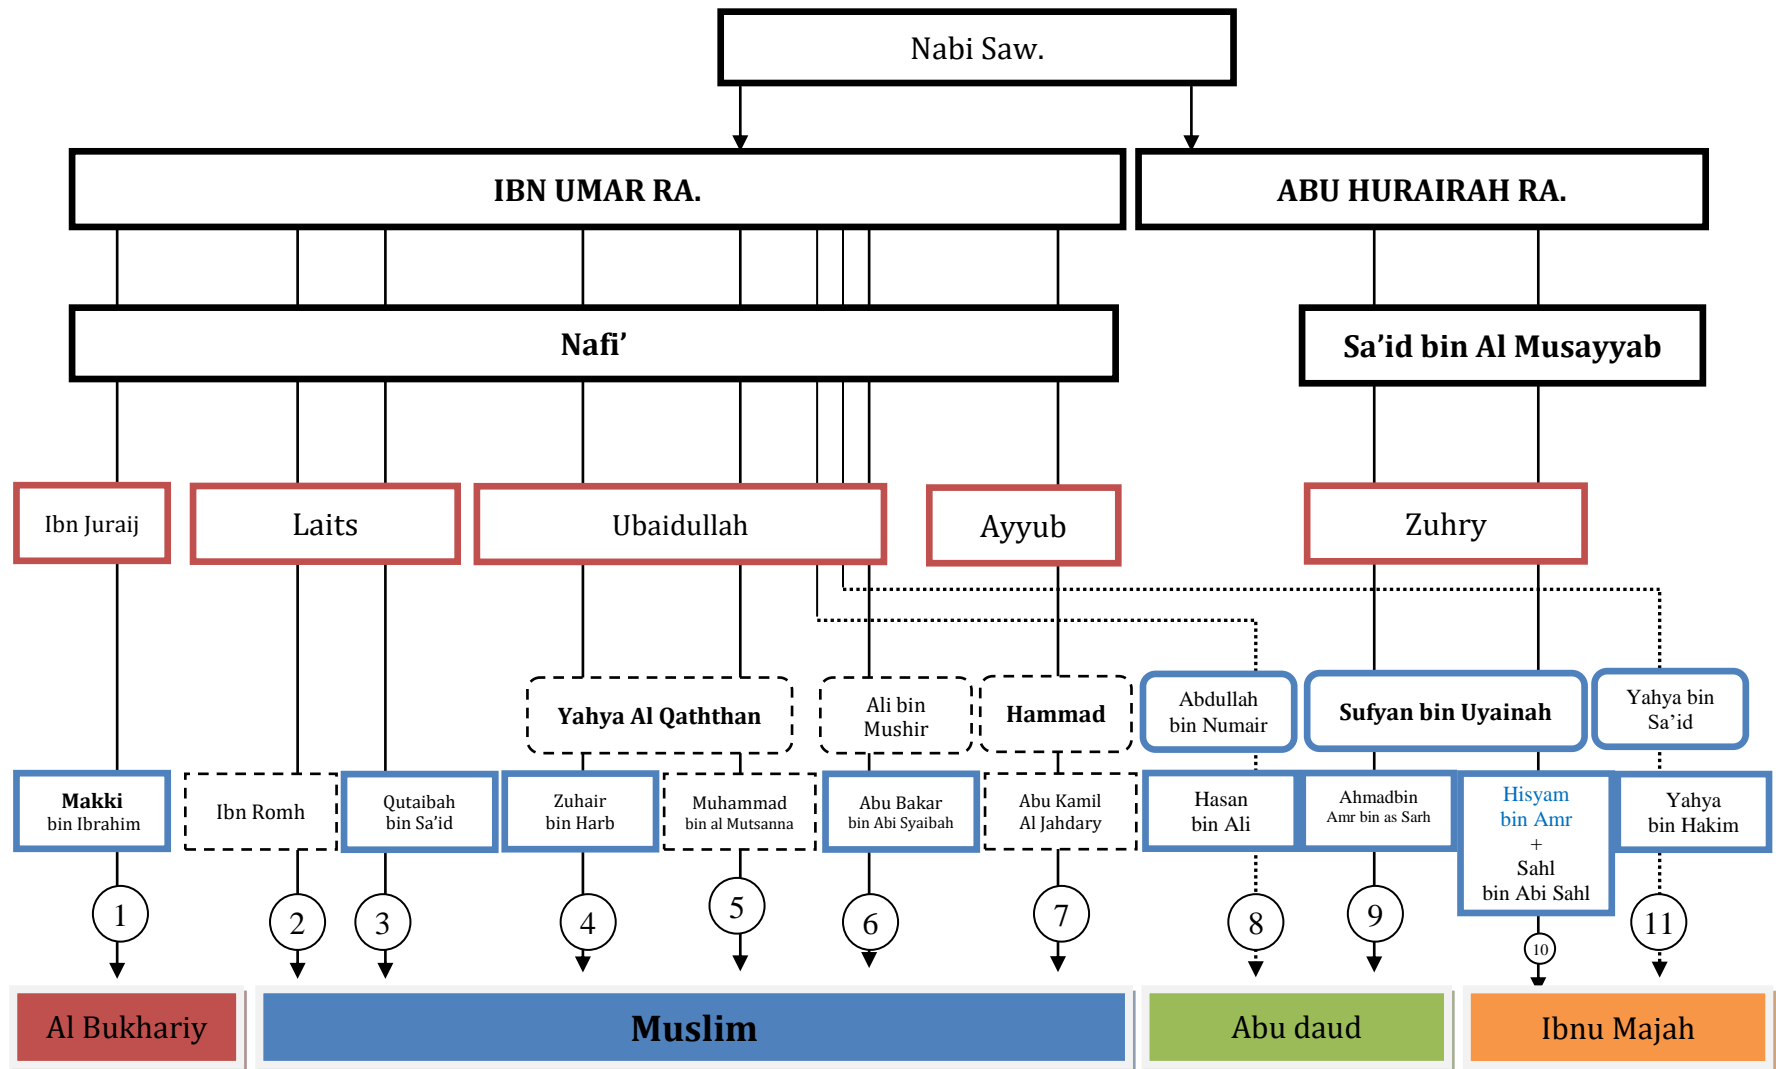 Nabi Saw.
IBN UMAR RA.
ABU HURAIRAH RA.
Nafi’
Sa’id bin Al Musayyab
Ibn Juraij
Laits
Ubaidullah
Ayyub
Zuhry
Yahya Al Qaththan
Ali bin
Mushir
Hammad
Abdullah
bin Numair
Sufyan bin Uyainah
Yahya bin
Sa’id
Makki
bin Ibrahim
Ibn Romh
Qutaibah
bin Sa’id
Zuhair
bin Harb
Muhammad
bin al Mutsanna
Abu Bakar
bin Abi Syaibah
Abu Kamil
Al Jahdary
Hasan
bin Ali
Ahmadbin
Amr bin as Sarh
Hisyam
bin Amr
+
Sahl
bin Abi Sahl
Yahya
bin Hakim
1
2
3
4
5
6
7
8
9
10
11
Al Bukhariy
Muslim
Abu daud
Ibnu Majah